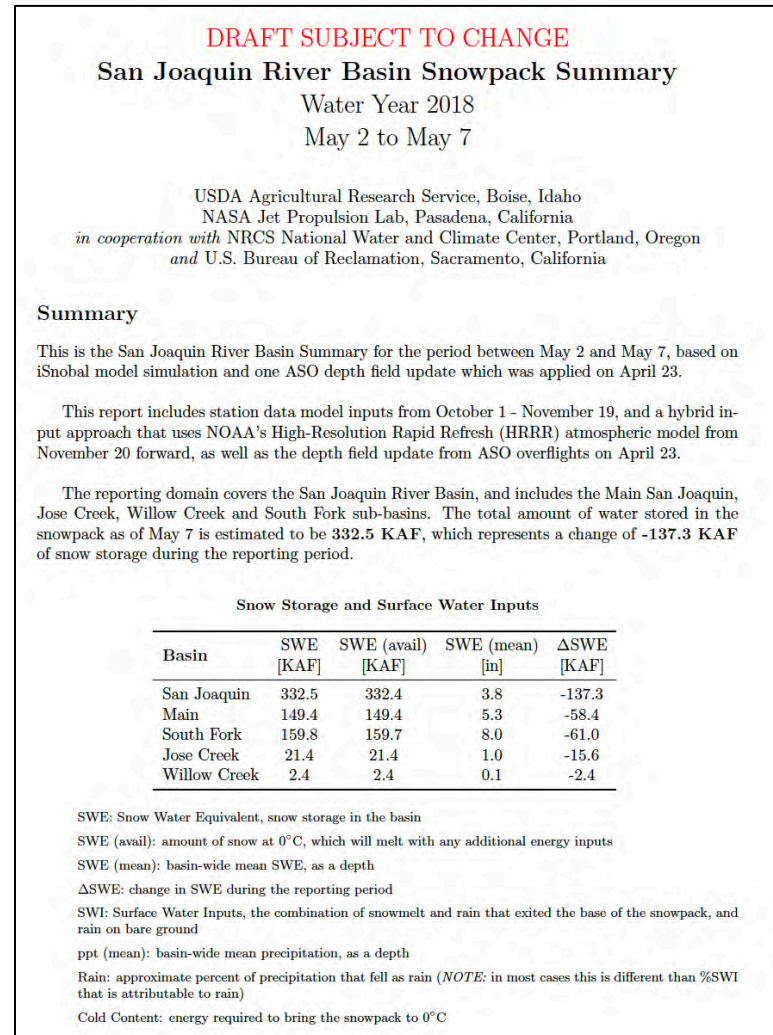 DRAFT SUBJECT TO CHANGE
San Joaquin River Basin Snowpack Summary
Water Year 2018
May 2 to May 7
USDA Agricultural Research Service, Boise, Idaho
NASA Jet Propulsion Lab, Pasadena, California
in cooperation with NRCS National Water and Climate Center, Portland, Oregon
and U.S. Bureau of Reclamation, Sacramento, California
Summary
This is the San Joaquin River Basin Summary for the period between May 2 and May 7, based on
iSnobal model simulation and one ASO depth field update which was applied on April 23.
This report includes station data model inputs from October 1 - November 19, and a hybrid in-
put approach that uses NOAA's High-Resolution Rapid Refresh (HRRR) atmospheric model from
November 20 forward, as well as the depth field update from ASO overflights on April 23.
The reporting domain covers the San Joaquin River Basin, and includes the Main San Joaquin,
Jose Creek, Willow Creek and South Fork sub-basins. The total amount of water stored in the
snowpack as of May 7 is estimated to be 332.5 KAF, which represents a change of -137.3 KAF
of snow storage during the reporting period.
Snow Storage and Surface Water Inputs
Basin SWE [KAF] SWE (avail) [KAF] SWE (mean) [in] ΔSWE [KAF]
San Joaquin 332.5 332.4 3.8 -137.3
Main 149.4 149.4 5.3 -58.4
South Fork 159.8 159.7 8.0 -61.0
Jose Creek 21.4 21.4 1.0 -15.6
Willow Creek 2.4 2.4 0.1 -2.4
SWE: Snow Water Equivalent, snow storage in the basin
SWE (avail): amount of snow at 0°C, which will melt with any additional energy inputs
SWE (mean): basin-wide mean SWE, as a depth
ΔSWE: change in SWE during the reporting period
SWI: Surface Water Inputs, the combination of snowmelt and rain that exited the base of the snowpack, and
rain on bare ground
ppt (mean): basin-wide mean precipitation, as a depth
Rain: approximate percent of precipitation that fell as rain (NOTE: in most cases this is different than %SWI
that is attributable to rain)
Cold Content: energy required to bring the snowpack to 0°C